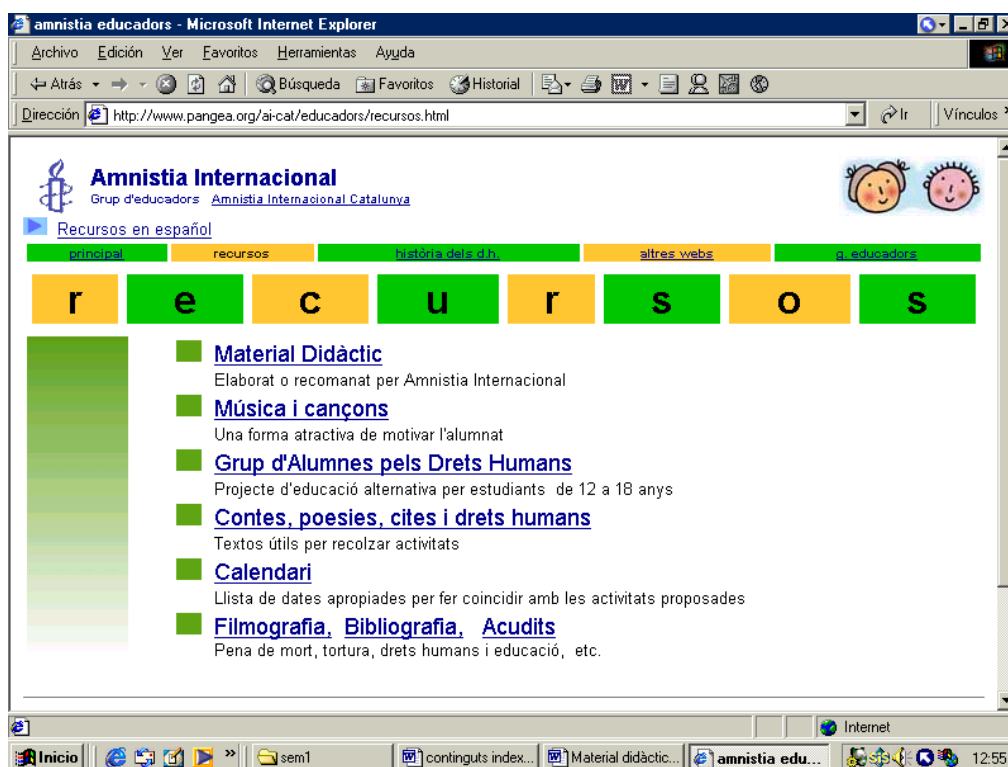 amnistia educadors - Microsoft Internet Explorer
Archivo Edición Ver Favoritos Herramientas Ayuda
Atrás Búsqueda Favoritos Historial
Dirección http://www.pangea.org/ai-cat/educadors/recursos.html Ir Vínculos
Amnistia Internacional
Grup d'educadors Amnistia Internacional Catalunya
Recursos en español
principal recursos història dels d.h. altres webs g. educadors
r e c u r s o s
Material Didàctic
Elaborat o recomanat per Amnistia Internacional
Música i cançons
Una forma atractiva de motivar l'alumnat
Grup d'Alumnes pels Drets Humans
Projecte d'educació alternativa per estudiants de 12 a 18 anys
Contes, poesies, cites i drets humans
Textos útils per recolzar activitats
Calendari
Llista de dates apropiades per fer coincidir amb les activitats proposades
Filmografia, Bibliografia, Acudits
Pena de mort, tortura, drets humans i educació, etc.
Internet
Inicio sem1 continguts index... Material didàctic... amnistia edu... 12:55